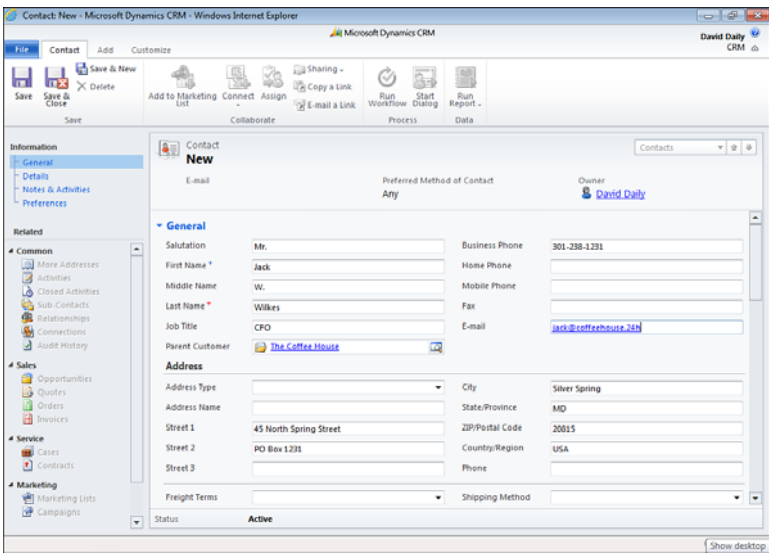 Contact: New - Microsoft Dynamics CRM - Windows Internet Explorer
Microsoft Dynamics CRM
David Daily
CRM
File Contact Add Customize
Save
Save & Close
Save & New
Delete
Save
Add to Marketing List
Connect
Assign
Sharing
Copy a Link
E-mail a Link
Collaborate
Run Workflow
Start Dialog
Process
Run Report
Data
Information
General
Details
Notes & Activities
Preferences
Related
Common
More Addresses
Activities
Closed Activities
Sub-Contacts
Relationships
Connections
Audit History
Sales
Opportunities
Quotes
Orders
Invoices
Service
Cases
Contracts
Marketing
Marketing Lists
Campaigns
Contact
New
Contacts
E-mail
Preferred Method of Contact
Any
Owner
David Daily
General
Salutation Mr. Business Phone 301-238-1231
First Name * Jack Home Phone
Middle Name W. Mobile Phone
Last Name * Wilkes Fax
Job Title CFO E-mail jack@coffeehouse.24h
Parent Customer The Coffee House
Address
Address Type City Silver Spring
Address Name State/Province MD
Street 1 45 North Spring Street ZIP/Postal Code 20815
Street 2 PO Box 1231 Country/Region USA
Street 3 Phone
Freight Terms Shipping Method
Status Active
Show desktop